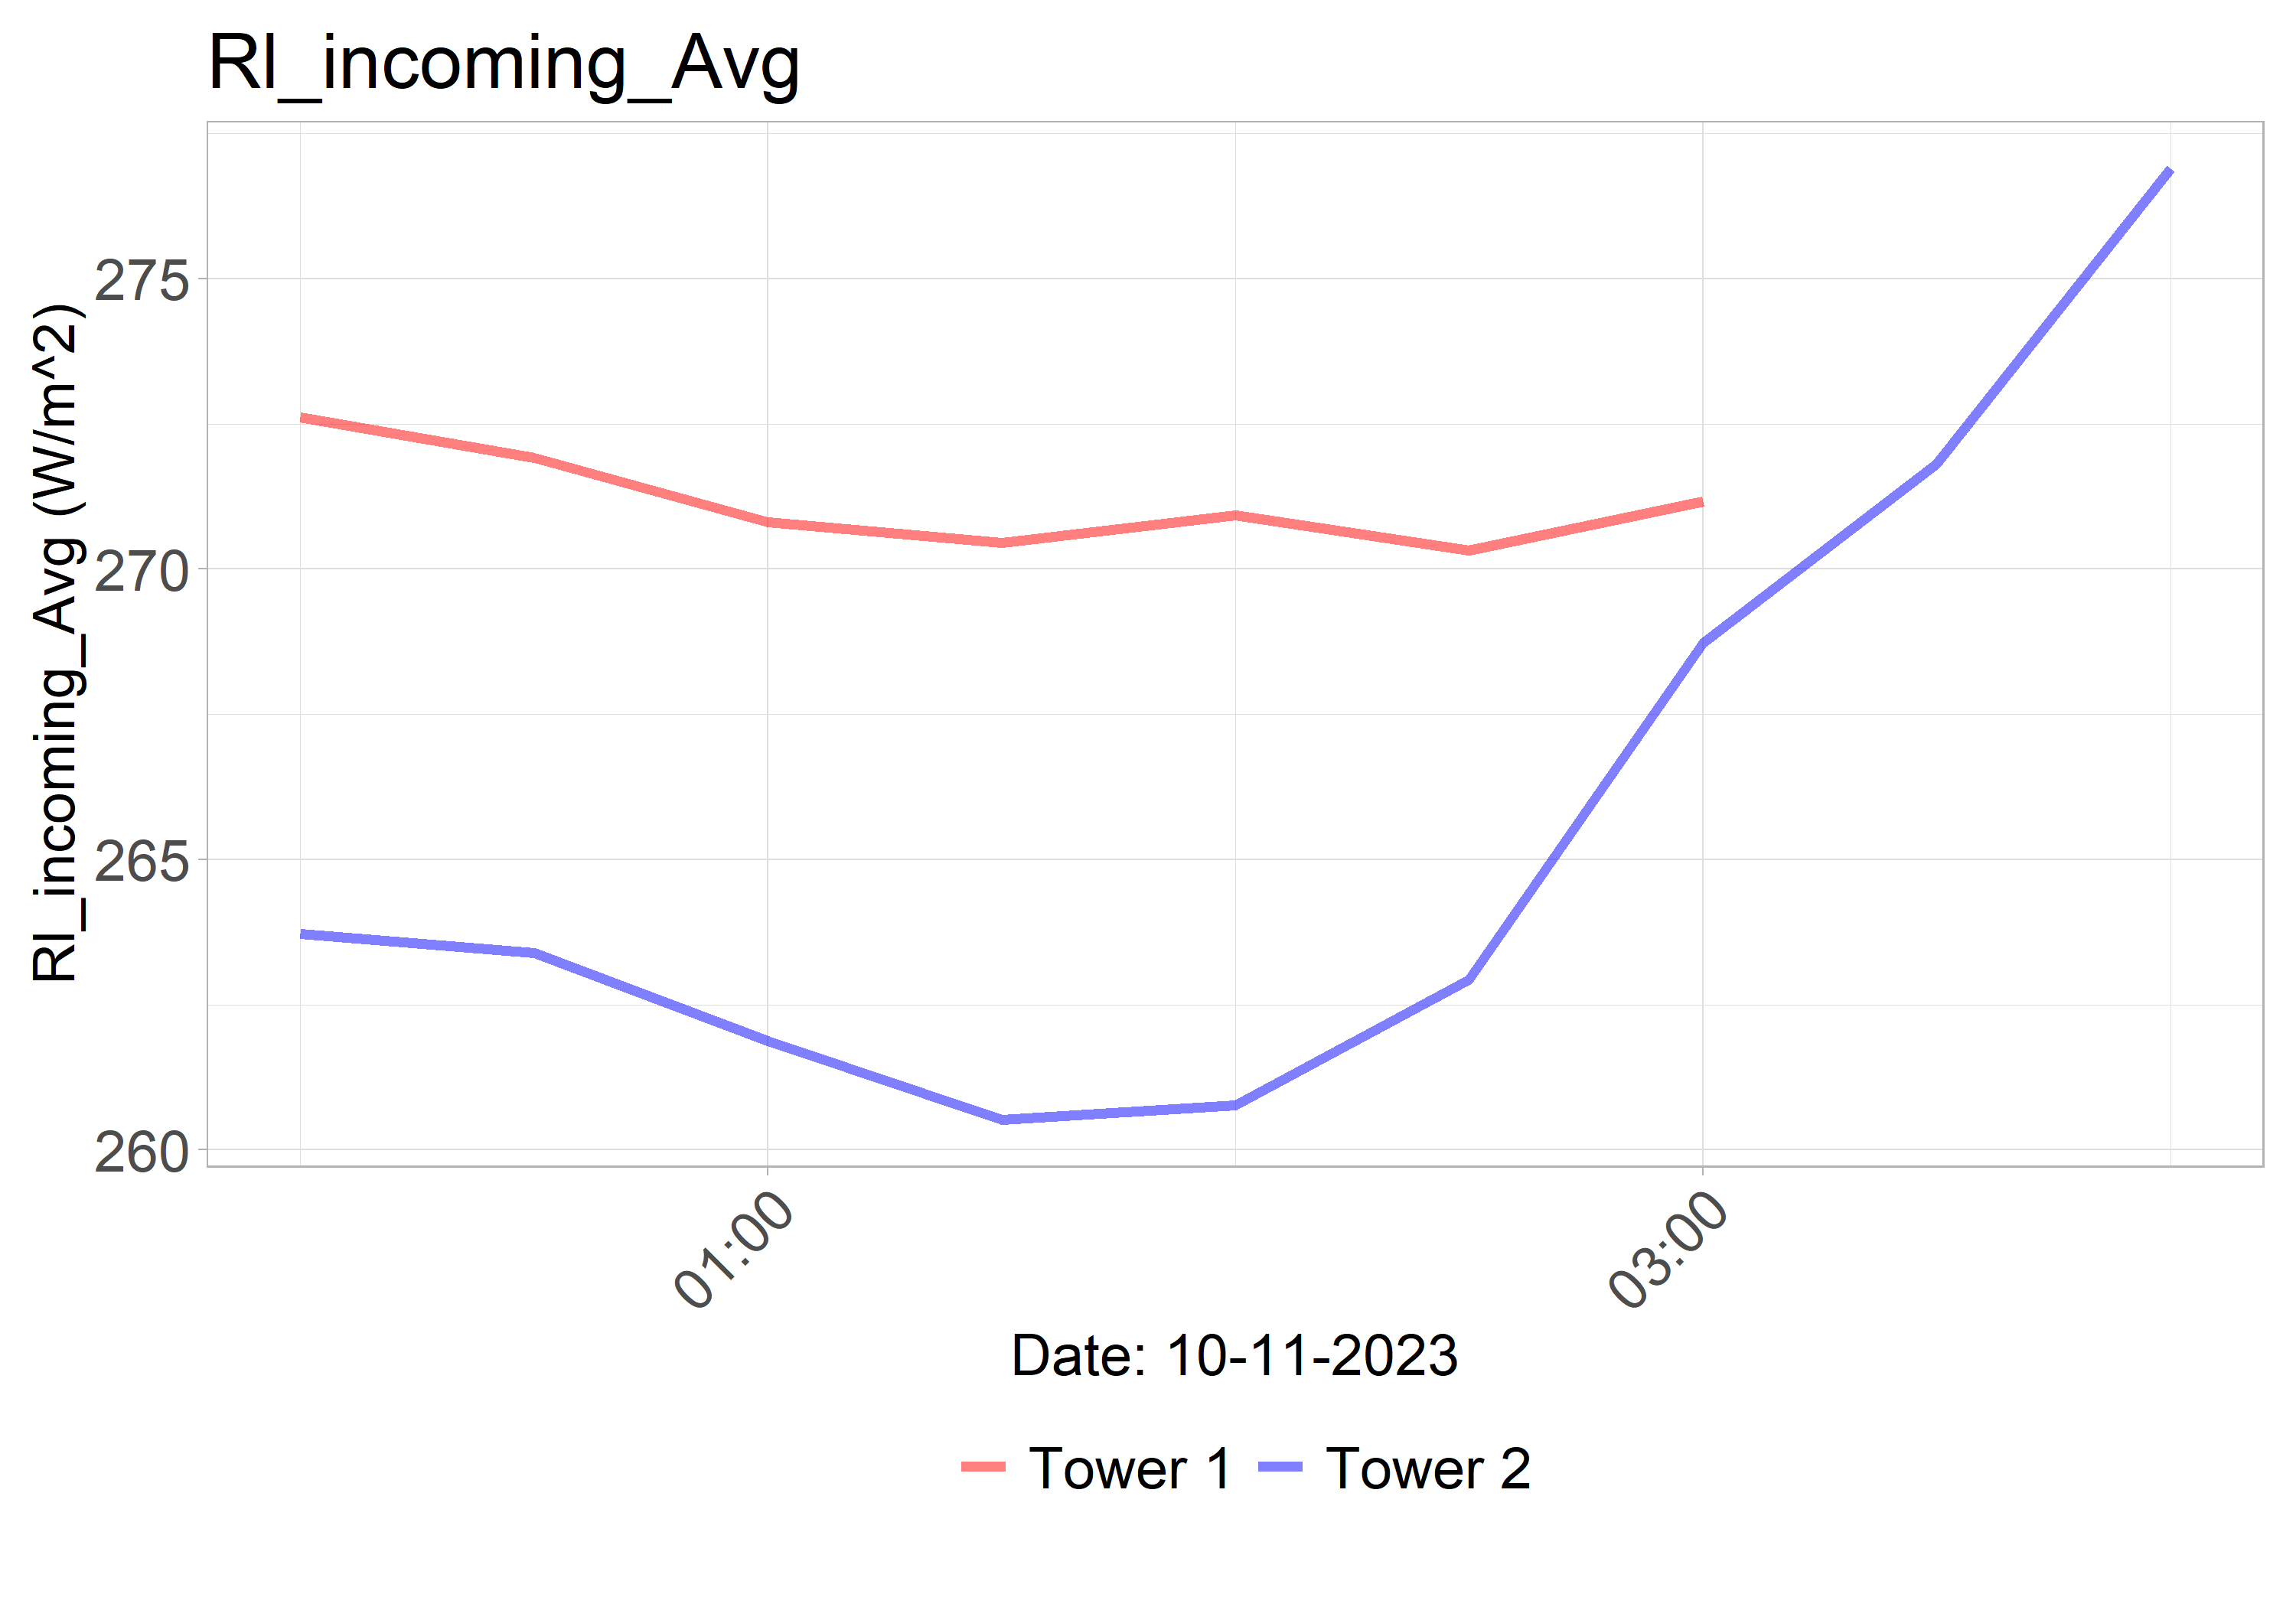 Rl_incoming_Avg
Rl_incoming_Avg (W/m^2)
275
270
265
260
01:00
03:00
Date: 10-11-2023
Tower 1
Tower 2